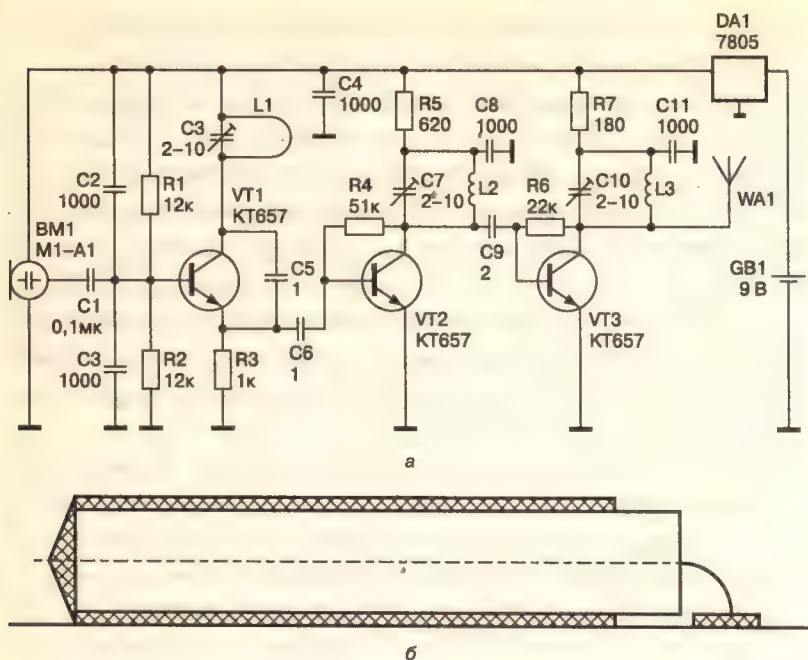 DA1
7805
C4
1000
L1
C3
2–10
R5
620
C8
1000
R7
180
C11
1000
C2
1000
R1
12к
VT1
КТ657
R4
51к
C7
2–10
L2
R6
22к
C10
2–10
L3
WA1
BM1
М1-А1
C1
0,1мк
C5
1
C9
2
GB1
9 В
C3
1000
R2
12к
R3
1к
C6
1
VT2
КТ657
VT3
КТ657
а
б